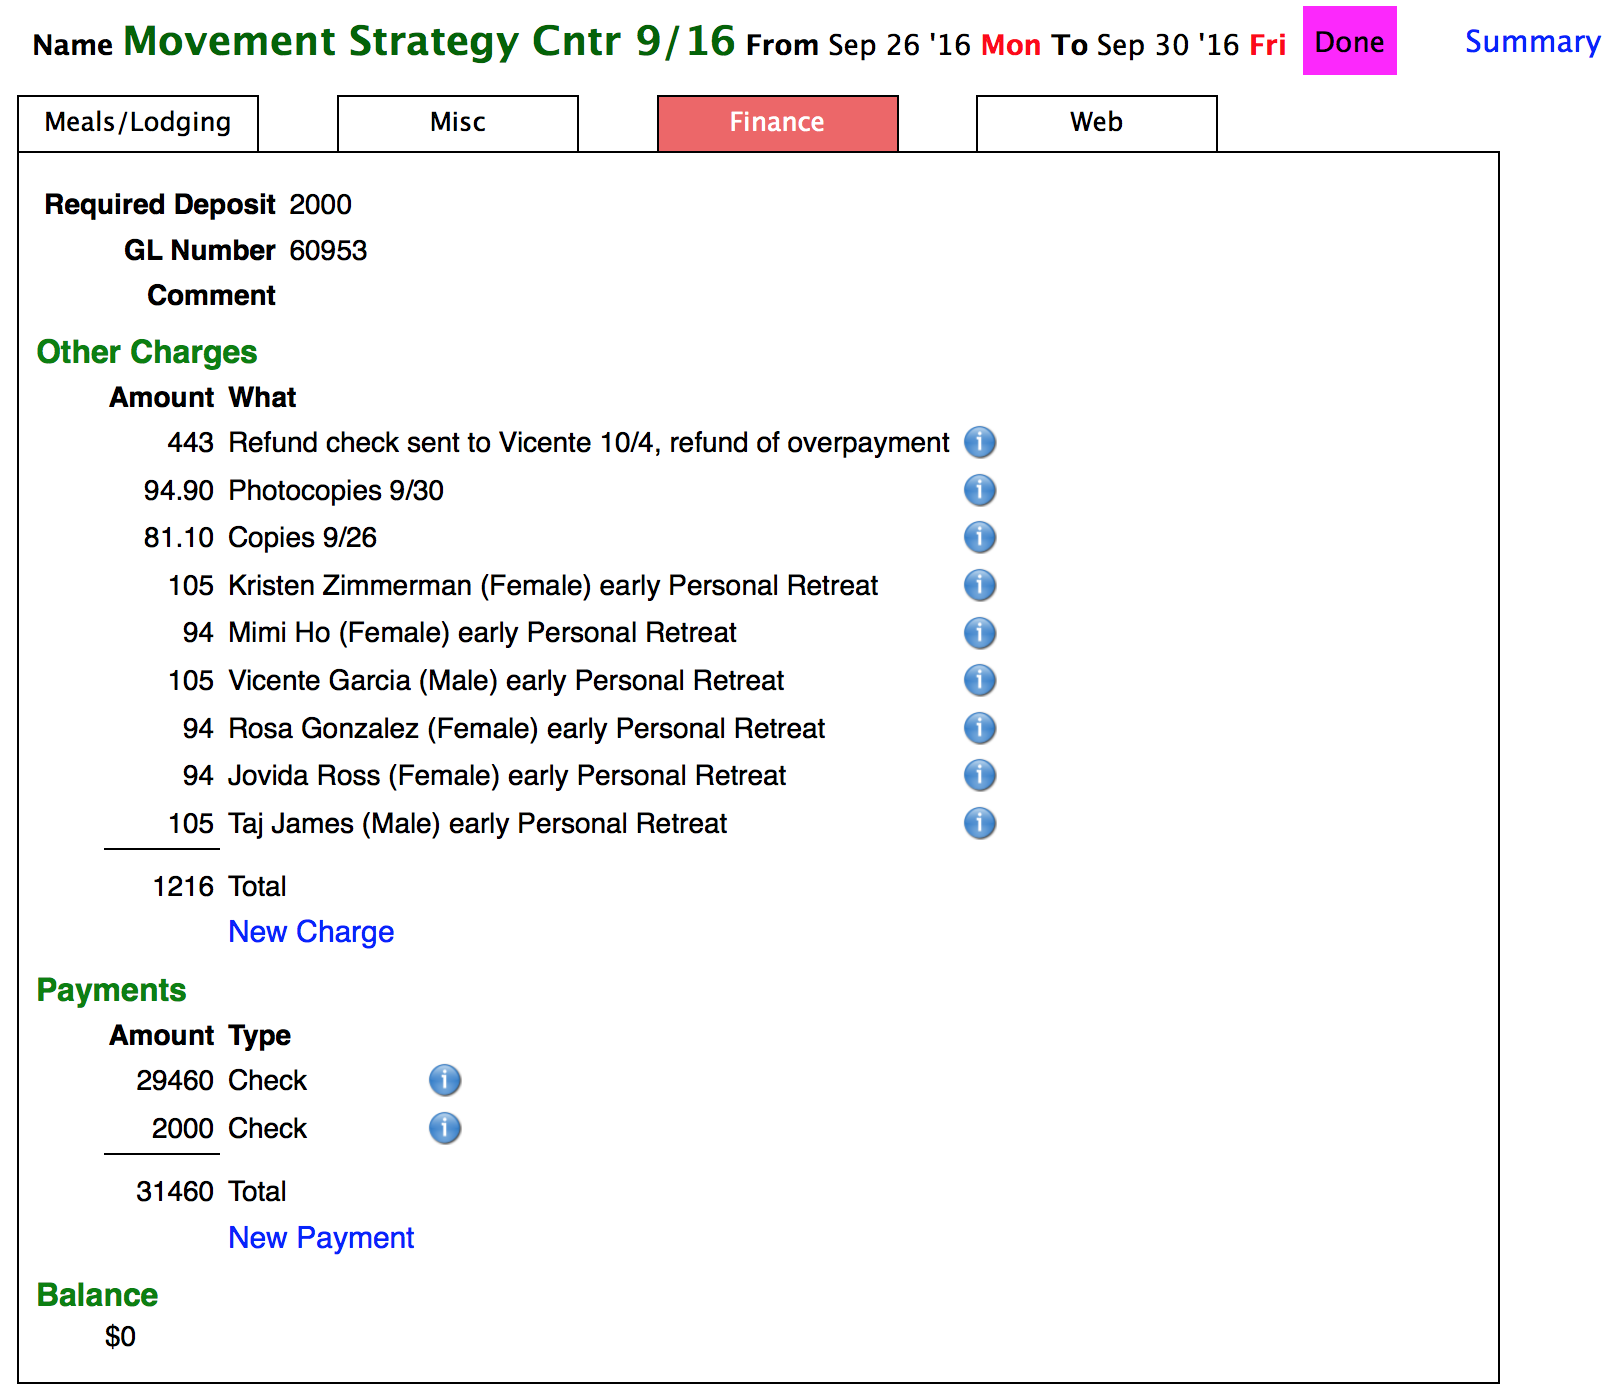 Name Movement Strategy Cntr 9/16 From Sep 26 '16 Mon To Sep 30 '16 Fri Done Summary
Meals/Lodging Misc Finance Web
Required Deposit 2000
GL Number 60953
Comment
Other Charges
Amount What
443 Refund check sent to Vicente 10/4, refund of overpayment
94.90 Photocopies 9/30
81.10 Copies 9/26
105 Kristen Zimmerman (Female) early Personal Retreat
94 Mimi Ho (Female) early Personal Retreat
105 Vicente Garcia (Male) early Personal Retreat
94 Rosa Gonzalez (Female) early Personal Retreat
94 Jovida Ross (Female) early Personal Retreat
105 Taj James (Male) early Personal Retreat
1216 Total
New Charge
Payments
Amount Type
29460 Check
2000 Check
31460 Total
New Payment
Balance
$0